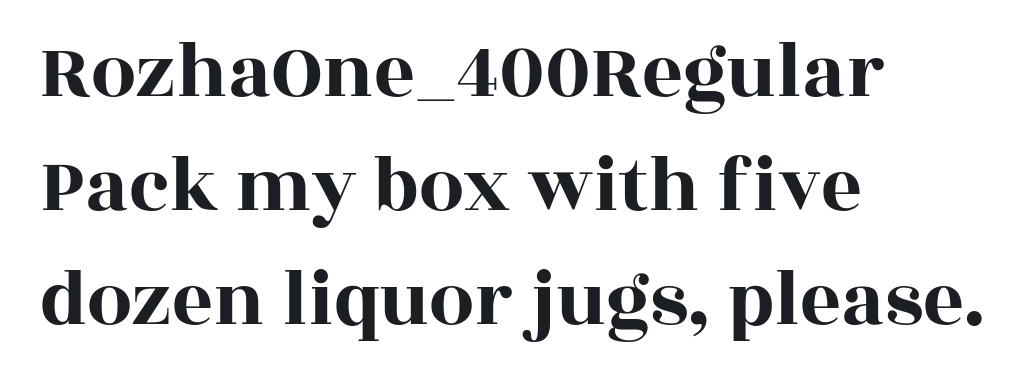 RozhaOne_400Regular
Pack my box with five
dozen liquor jugs, please.